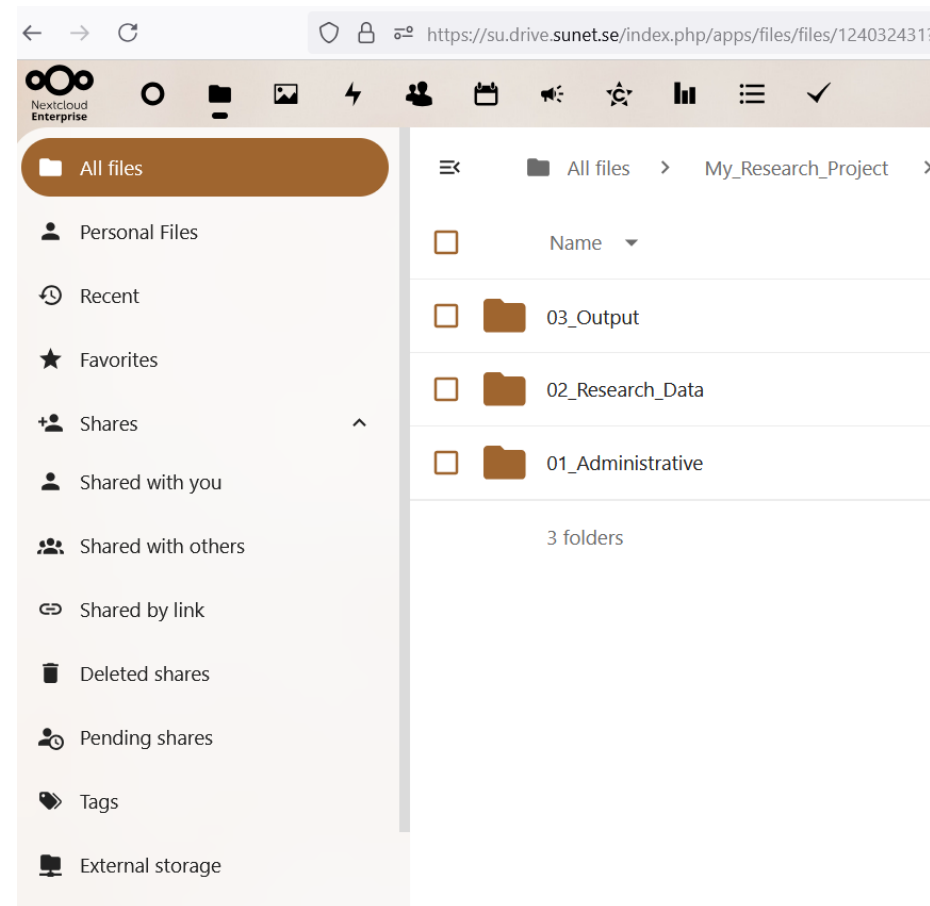 https://su.drive.sunet.se/index.php/apps/files/files/124032431?
Nextcloud
Enterprise
All files
Personal Files
Recent
Favorites
Shares
Shared with you
Shared with others
Shared by link
Deleted shares
Pending shares
Tags
External storage
All files > My_Research_Project >
Name
03_Output
02_Research_Data
01_Administrative
3 folders